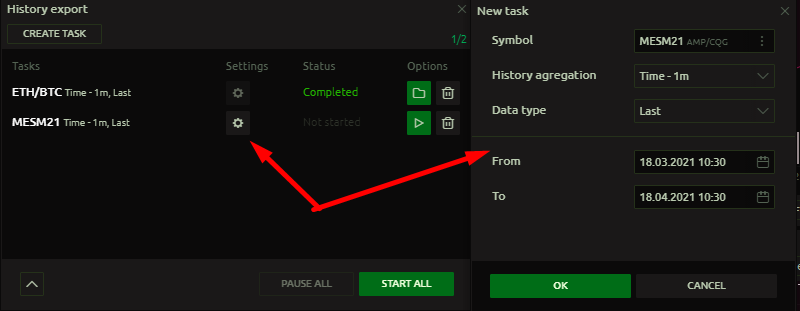 History export
CREATE TASK
1/2
Tasks Settings Status Options
ETH/BTC Time - 1m, Last Completed
MESM21 Time - 1m, Last Not started
PAUSE ALL START ALL
New task
Symbol MESM21 AMP/CQG
History agregation Time - 1m
Data type Last
From 18.03.2021 10:30
To 18.04.2021 10:30
OK CANCEL